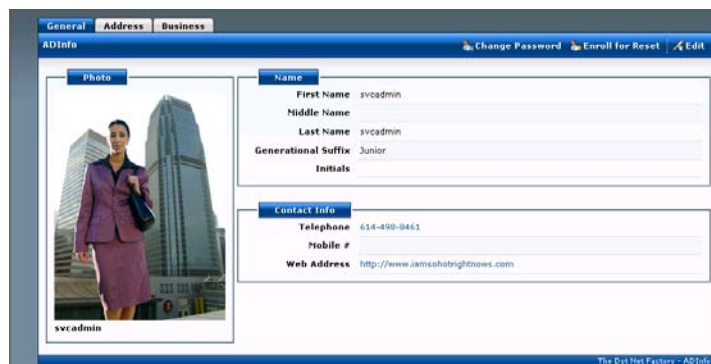 General Address Business
ADInfo Change Password Enroll for Reset Edit
Photo
svcadmin
Name
First Name svcadmin
Middle Name
Last Name svcadmin
Generational Suffix Junior
Initials
Contact Info
Telephone 614-498-8461
Mobile #
Web Address http://www.iamsohotrightnows.com
The Dot Net Factory - ADInfo